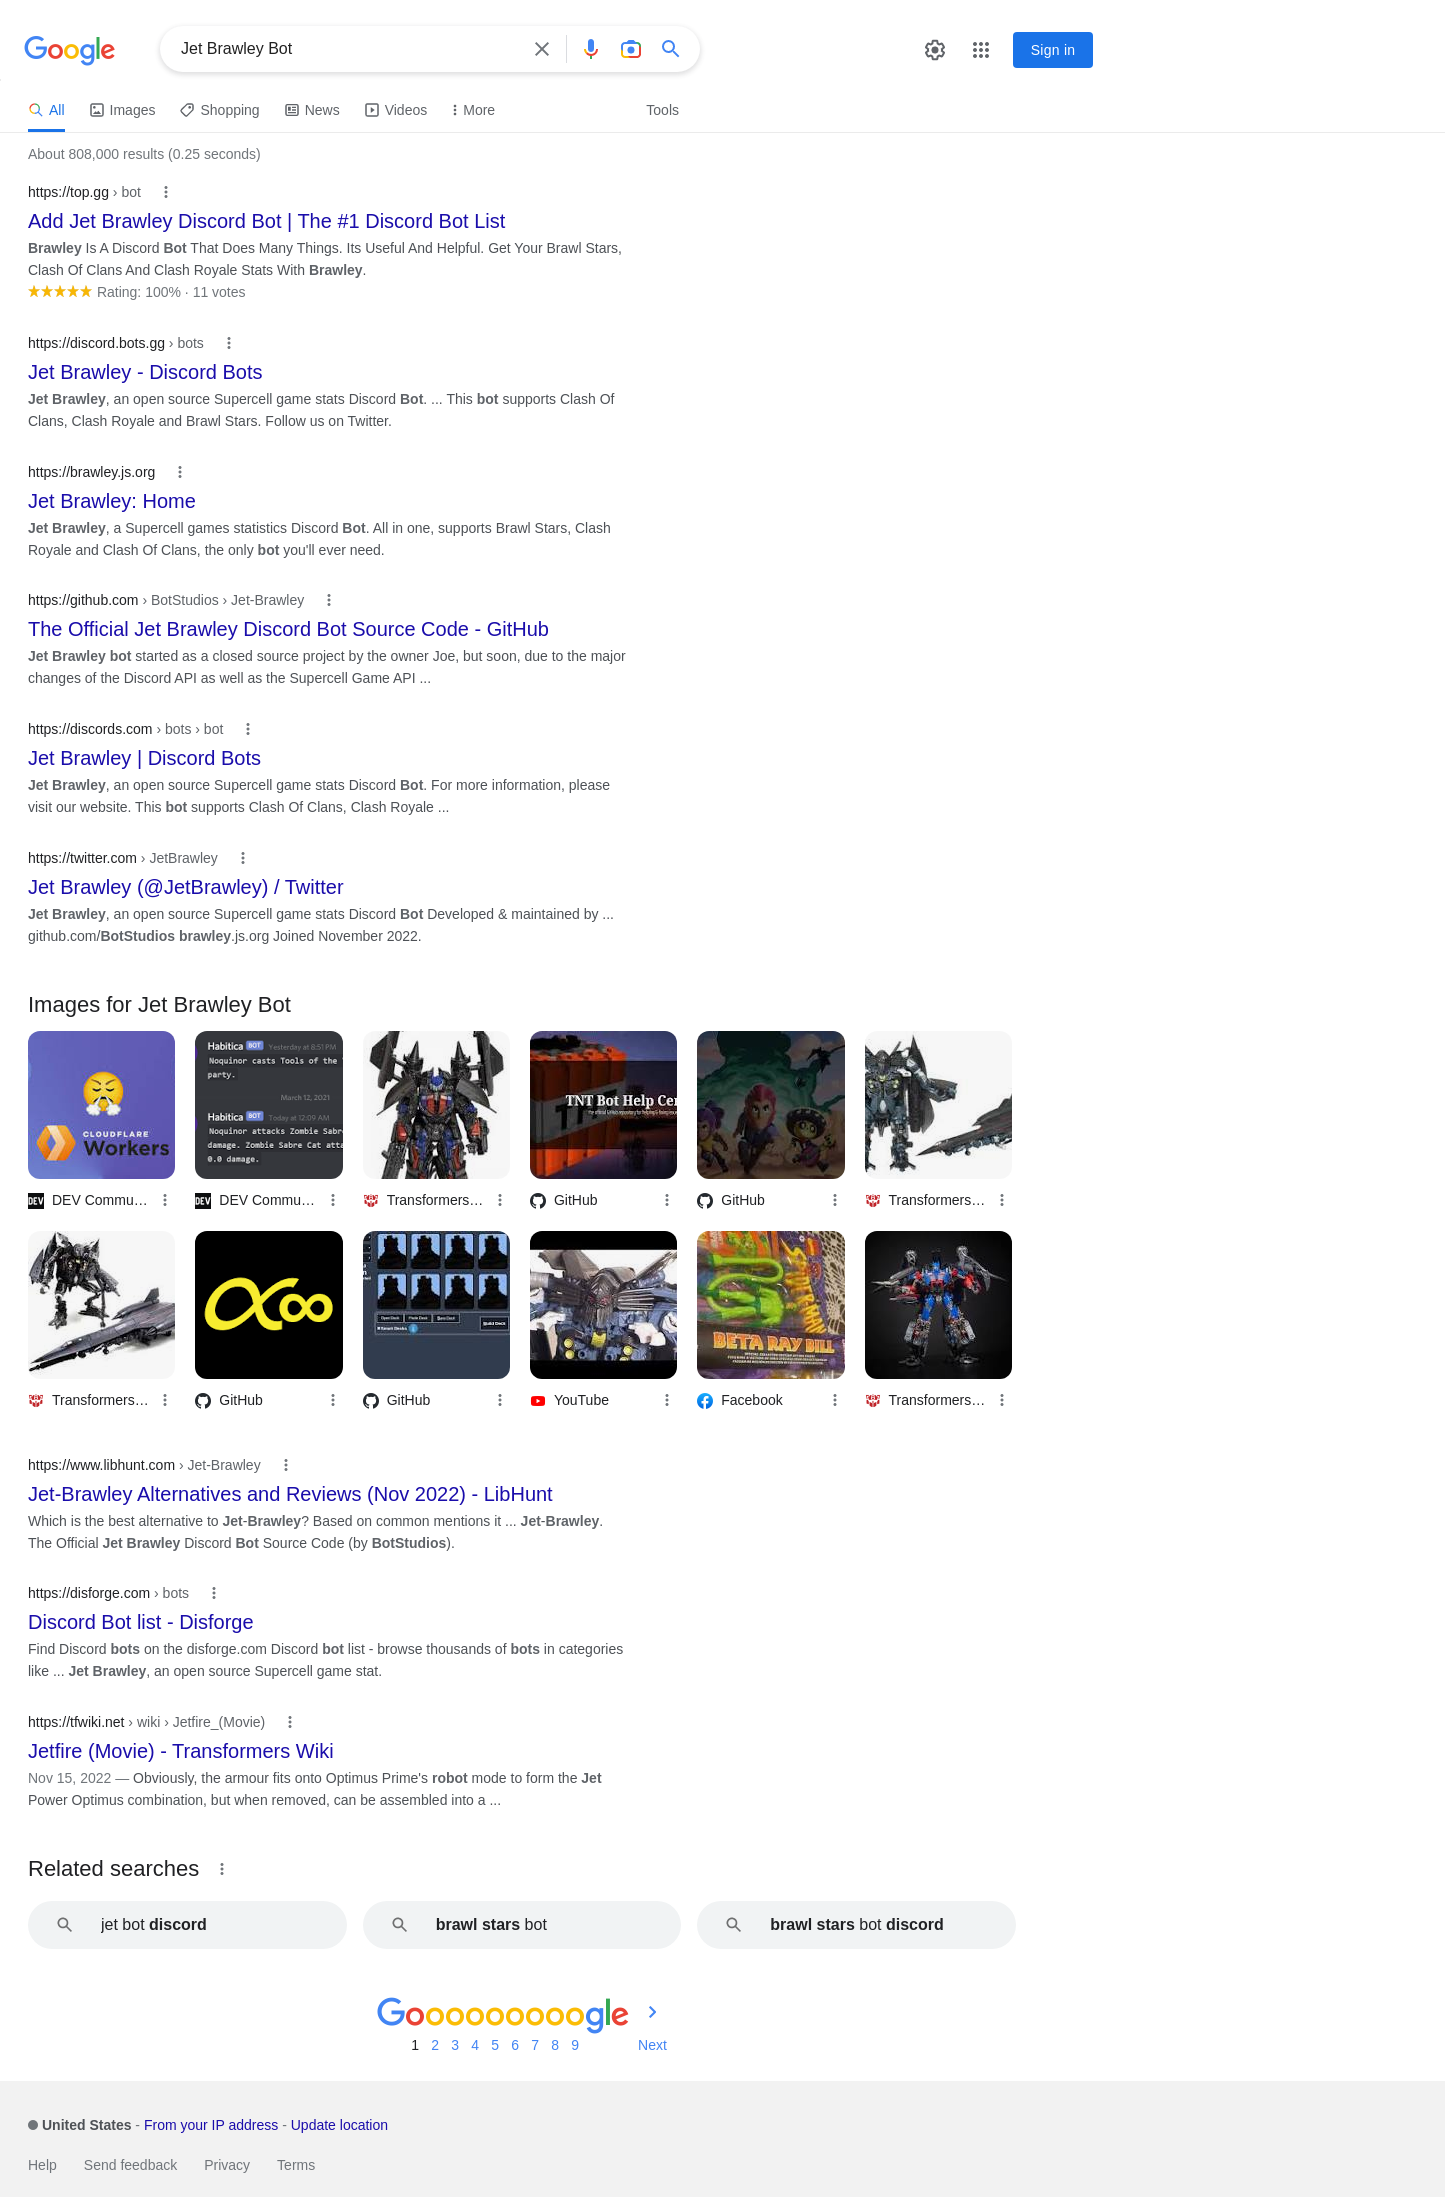 Google
Jet Brawley Bot
Sign in
All
Images
Shopping
News
Videos
More
Tools
About 808,000 results (0.25 seconds)
https://top.gg › bot
Add Jet Brawley Discord Bot | The #1 Discord Bot List
Brawley Is A Discord Bot That Does Many Things. Its Useful And Helpful. Get Your Brawl Stars,
Clash Of Clans And Clash Royale Stats With Brawley.
Rating: 100% · 11 votes
https://discord.bots.gg › bots
Jet Brawley - Discord Bots
Jet Brawley, an open source Supercell game stats Discord Bot. ... This bot supports Clash Of
Clans, Clash Royale and Brawl Stars. Follow us on Twitter.
https://brawley.js.org
Jet Brawley: Home
Jet Brawley, a Supercell games statistics Discord Bot. All in one, supports Brawl Stars, Clash
Royale and Clash Of Clans, the only bot you'll ever need.
https://github.com › BotStudios › Jet-Brawley
The Official Jet Brawley Discord Bot Source Code - GitHub
Jet Brawley bot started as a closed source project by the owner Joe, but soon, due to the major
changes of the Discord API as well as the Supercell Game API ...
https://discords.com › bots › bot
Jet Brawley | Discord Bots
Jet Brawley, an open source Supercell game stats Discord Bot. For more information, please
visit our website. This bot supports Clash Of Clans, Clash Royale ...
https://twitter.com › JetBrawley
Jet Brawley (@JetBrawley) / Twitter
Jet Brawley, an open source Supercell game stats Discord Bot Developed & maintained by ...
github.com/BotStudios brawley.js.org Joined November 2022.
Images for Jet Brawley Bot
CLOUDFLARE
Workers
Habitica BOT Yesterday at 8:51 PM
Noquinor casts Tools of the
party.
March 12, 2021
Habitica BOT Today at 12:09 AM
Noquinor attacks Zombie Sabr
damage. Zombie Sabre Cat atta
0.0 damage.
TNT Bot Help Cen
DEV Commu...
DEV Commu...
Transformers...
GitHub
GitHub
Transformers...
Open Deck
Paste Deck
Save Deck
Build Deck
Smart Decks
BETA RAY BILL
Transformers...
GitHub
GitHub
YouTube
Facebook
Transformers...
https://www.libhunt.com › Jet-Brawley
Jet-Brawley Alternatives and Reviews (Nov 2022) - LibHunt
Which is the best alternative to Jet-Brawley? Based on common mentions it ... Jet-Brawley.
The Official Jet Brawley Discord Bot Source Code (by BotStudios).
https://disforge.com › bots
Discord Bot list - Disforge
Find Discord bots on the disforge.com Discord bot list - browse thousands of bots in categories
like ... Jet Brawley, an open source Supercell game stat.
https://tfwiki.net › wiki › Jetfire_(Movie)
Jetfire (Movie) - Transformers Wiki
Nov 15, 2022 — Obviously, the armour fits onto Optimus Prime's robot mode to form the Jet
Power Optimus combination, but when removed, can be assembled into a ...
Related searches
jet bot discord
brawl stars bot
brawl stars bot discord
Gooooooooogle
1 2 3 4 5 6 7 8 9 Next
United States - From your IP address - Update location
Help Send feedback Privacy Terms